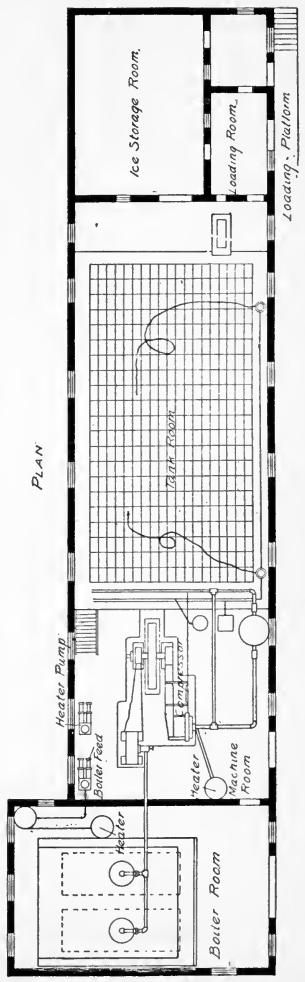 PLAN
Ice Storage Room.
Loading Room
Loading Platform
Tank Room
Heater Pump
Boiler Feed
Compressor
Heater
Machine
Room
Heater
Boiler Room